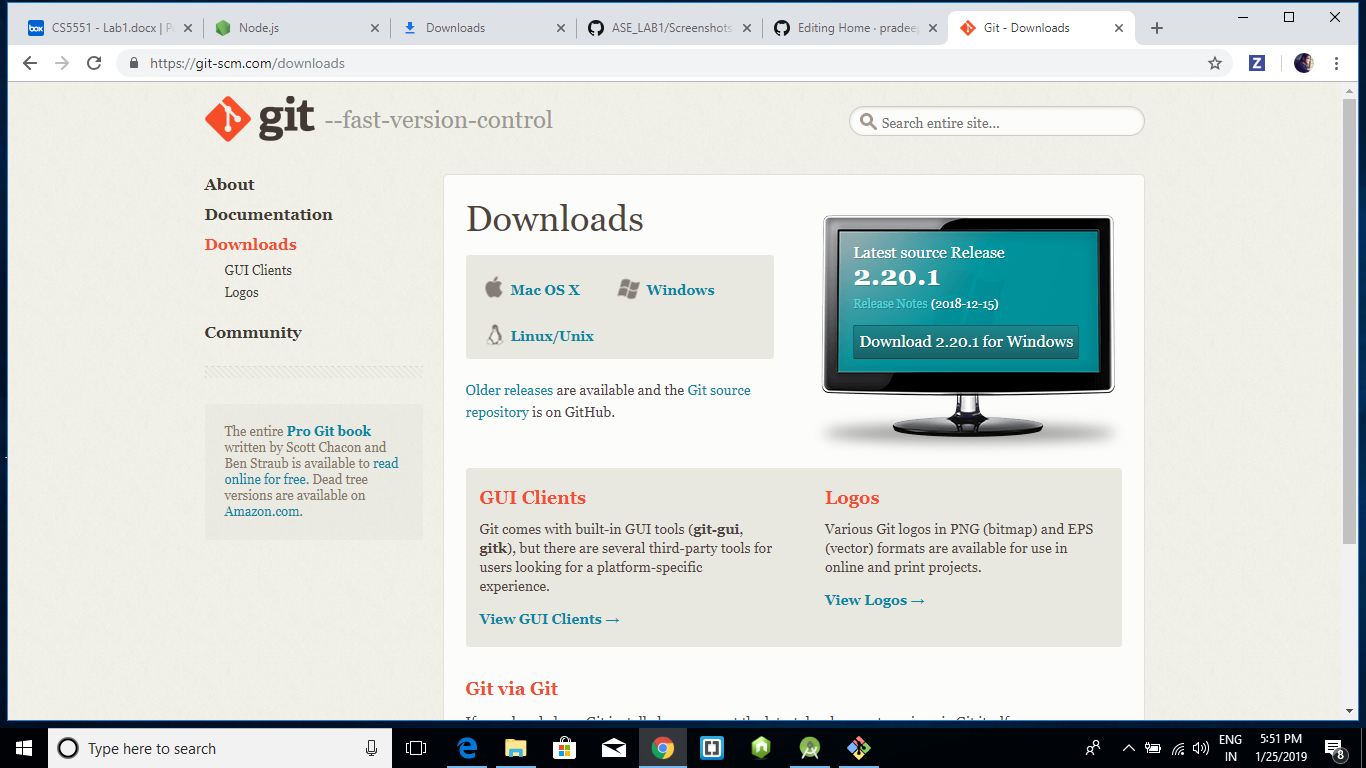 CS5551 - Lab1.docx |
Node.js
Downloads
ASE_LAB1/Screenshots
Editing Home - pradeep
Git - Downloads
https://git-scm.com/downloads
Z
git --fast-version-control
Search entire site...
About
Documentation
Downloads
GUI Clients
Logos
Community
The entire Pro Git book
written by Scott Chacon and
Ben Straub is available to read
online for free. Dead tree
versions are available on
Amazon.com.
Downloads
Mac OS X
Windows
Linux/Unix
Older releases are available and the Git source
repository is on GitHub.
Latest source Release
2.20.1
Release Notes (2018-12-15)
Download 2.20.1 for Windows
GUI Clients
Git comes with built-in GUI tools (git-gui,
gitk), but there are several third-party tools for
users looking for a platform-specific
experience.
View GUI Clients →
Logos
Various Git logos in PNG (bitmap) and EPS
(vector) formats are available for use in
online and print projects.
View Logos →
Git via Git
Type here to search
ENG
IN
5:51 PM
1/25/2019
8